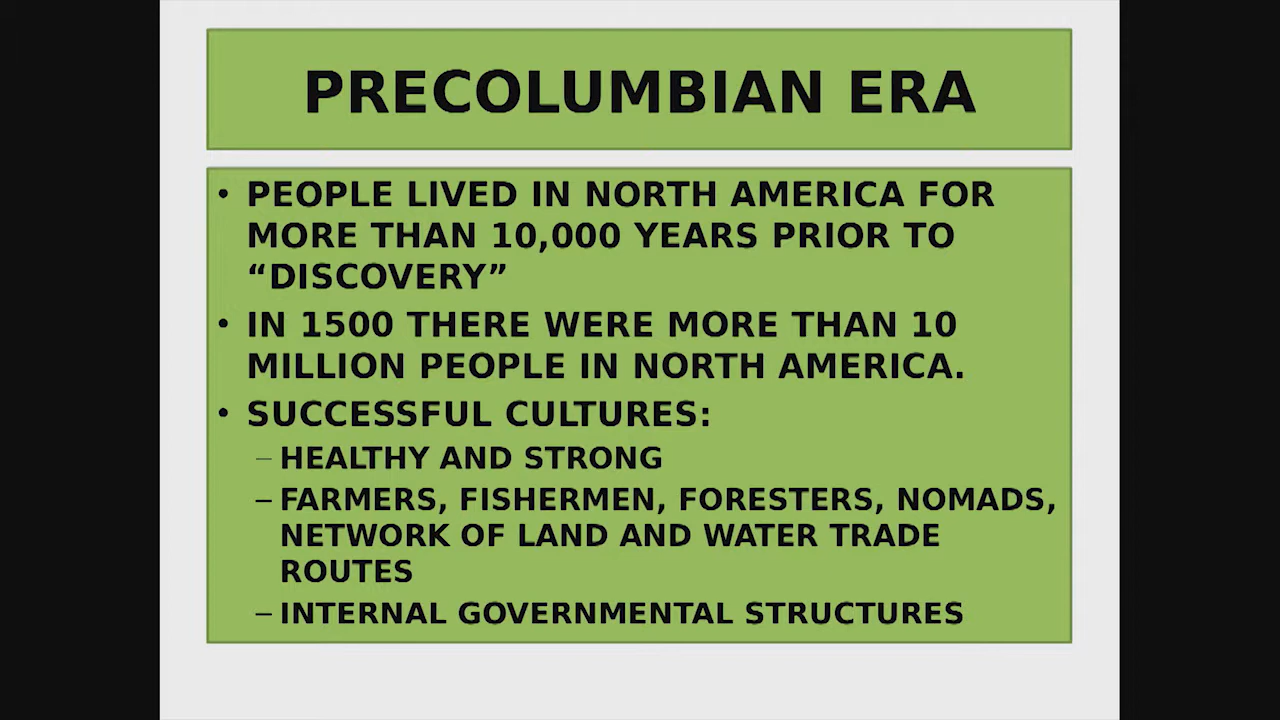 PRECOLUMBIAN ERA
• PEOPLE LIVED IN NORTH AMERICA FOR
MORE THAN 10,000 YEARS PRIOR TO
“DISCOVERY”
• IN 1500 THERE WERE MORE THAN 10
MILLION PEOPLE IN NORTH AMERICA.
• SUCCESSFUL CULTURES:
– HEALTHY AND STRONG
– FARMERS, FISHERMEN, FORESTERS, NOMADS,
NETWORK OF LAND AND WATER TRADE
ROUTES
– INTERNAL GOVERNMENTAL STRUCTURES